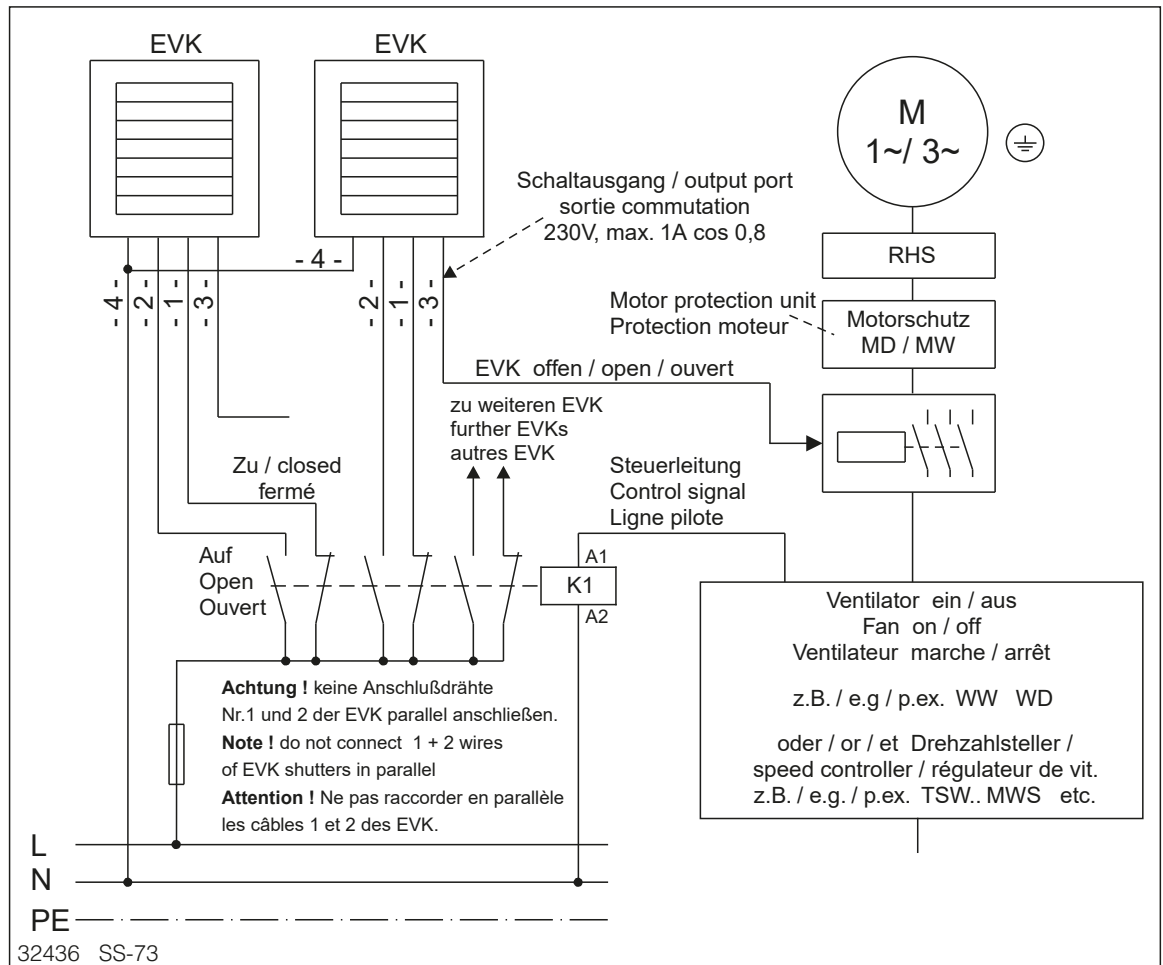 EVK
EVK
M
1~/ 3~
Schaltausgang / output port
sortie commutation
230V, max. 1A cos 0,8
RHS
- 4 -
- 4 -
- 2 -
- 1 -
- 3 -
- 2 -
- 1 -
- 3 -
Motor protection unit
Protection moteur
Motorschutz
MD / MW
EVK offen / open / ouvert
zu weiteren EVK
further EVKs
autres EVK
Zu / closed
fermé
Steuerleitung
Control signal
Ligne pilote
Auf
Open
Ouvert
A1
K1
A2
Ventilator ein / aus
Fan on / off
Ventilateur marche / arrêt
z.B. / e.g / p.ex. WW WD
oder / or / et Drehzahlsteller /
speed controller / régulateur de vit.
z.B. / e.g. / p.ex. TSW.. MWS etc.
Achtung ! keine Anschlußdrähte
Nr.1 und 2 der EVK parallel anschließen.
Note ! do not connect 1 + 2 wires
of EVK shutters in parallel
Attention ! Ne pas raccorder en parallèle
les câbles 1 et 2 des EVK.
L
N
PE
32436 SS-73